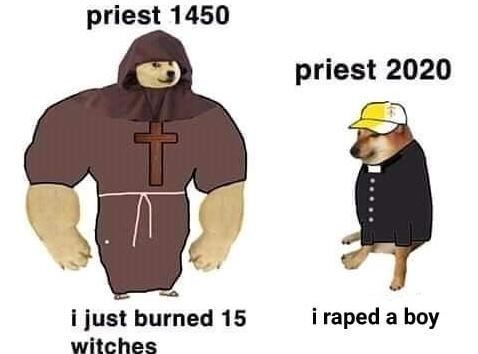 priest 1450
priest 2020
i just burned 15
witches
i raped a boy